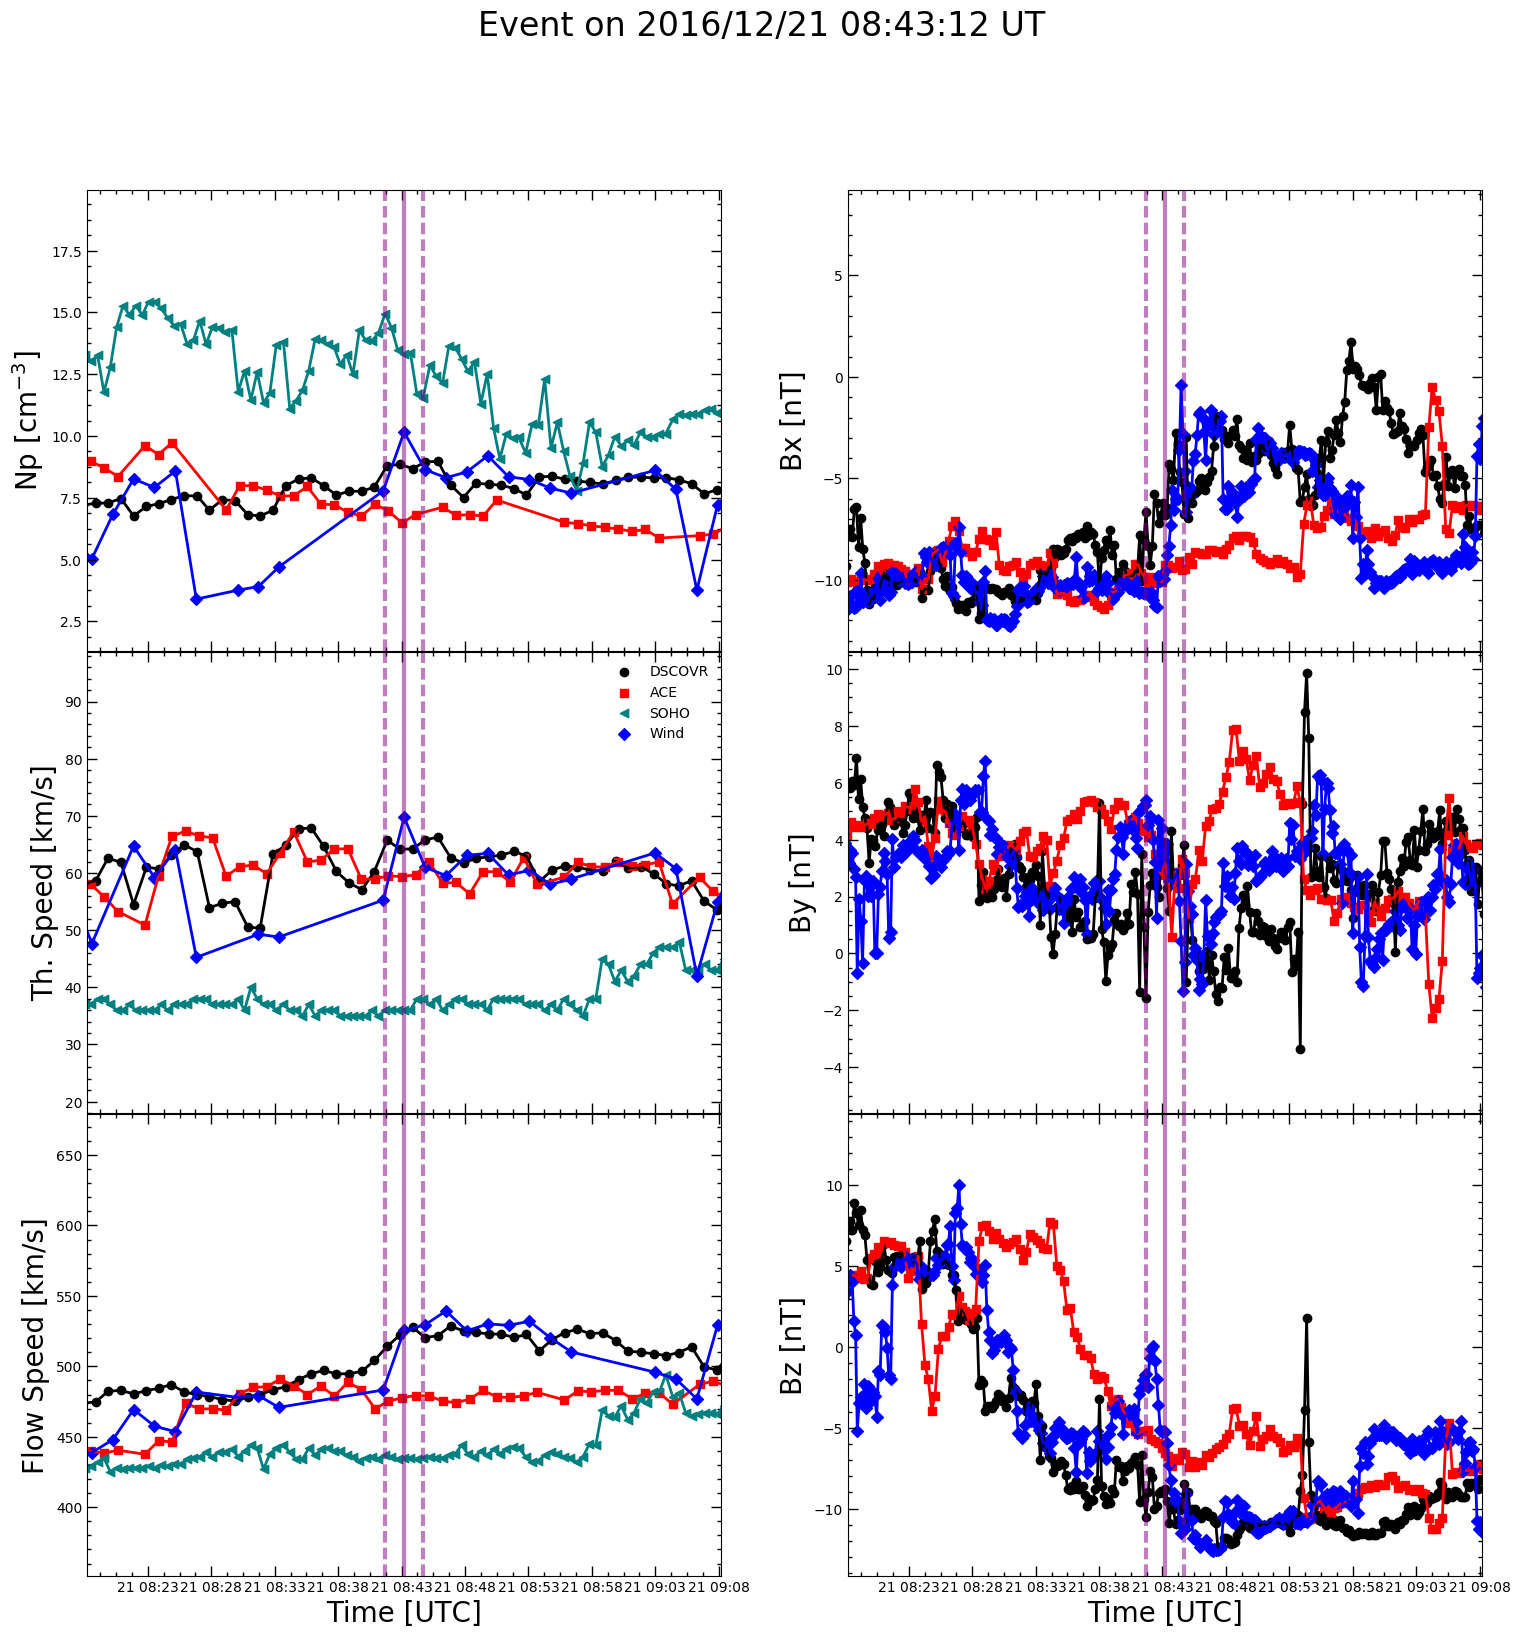 Event on 2016/12/21 08:43:12 UT
Np [cm⁻³]
17.5
15.0
12.5
10.0
7.5
5.0
2.5
Bx [nT]
5
0
−5
−10
Th. Speed [km/s]
90
80
70
60
50
40
30
20
DSCOVR
ACE
SOHO
Wind
By [nT]
10
8
6
4
2
0
−2
−4
Flow Speed [km/s]
650
600
550
500
450
400
Bz [nT]
10
5
0
−5
−10
21 08:23 21 08:28 21 08:33 21 08:38 21 08:43 21 08:48 21 08:53 21 08:58 21 09:03 21 09:08
Time [UTC]
21 08:23 21 08:28 21 08:33 21 08:38 21 08:43 21 08:48 21 08:53 21 08:58 21 09:03 21 09:08
Time [UTC]